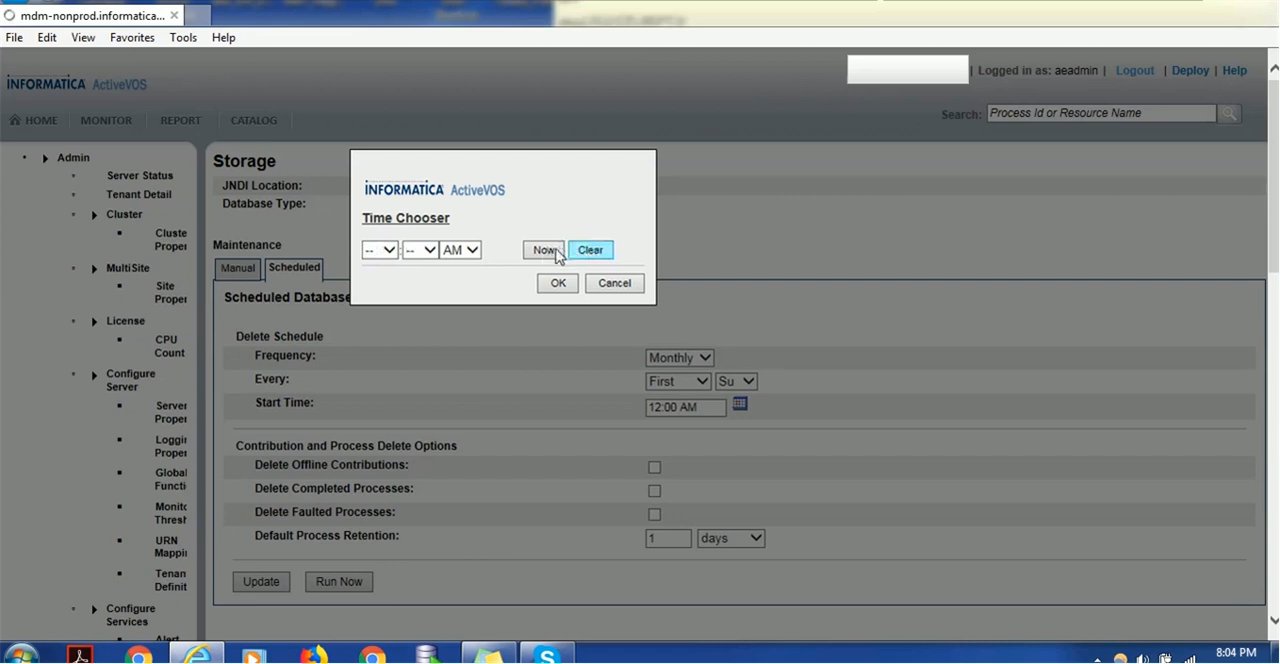 mdm-nonprod.informatica...
File Edit View Favorites Tools Help
INFORMATICA ActiveVOS
| Logged in as: aeadmin | Logout | Deploy | Help
HOME MONITOR REPORT CATALOG
Search: Process Id or Resource Name
Admin
Server Status
Tenant Detail
Cluster
Cluste
Proper
MultiSite
Site
Proper
License
CPU
Count
Configure
Server
Server
Proper
Loggin
Proper
Global
Functi
Monito
Thresh
URN
Mappin
Tenan
Definit
Configure
Services
Alert
Storage
JNDI Location:
Database Type:
Maintenance
Manual Scheduled
Scheduled Database
Delete Schedule
Frequency: Monthly
Every: First Su
Start Time: 12:00 AM
Contribution and Process Delete Options
Delete Offline Contributions:
Delete Completed Processes:
Delete Faulted Processes:
Default Process Retention: 1 days
Update Run Now
INFORMATICA ActiveVOS
Time Chooser
-- : -- AM Now Clear
OK Cancel
8:04 PM